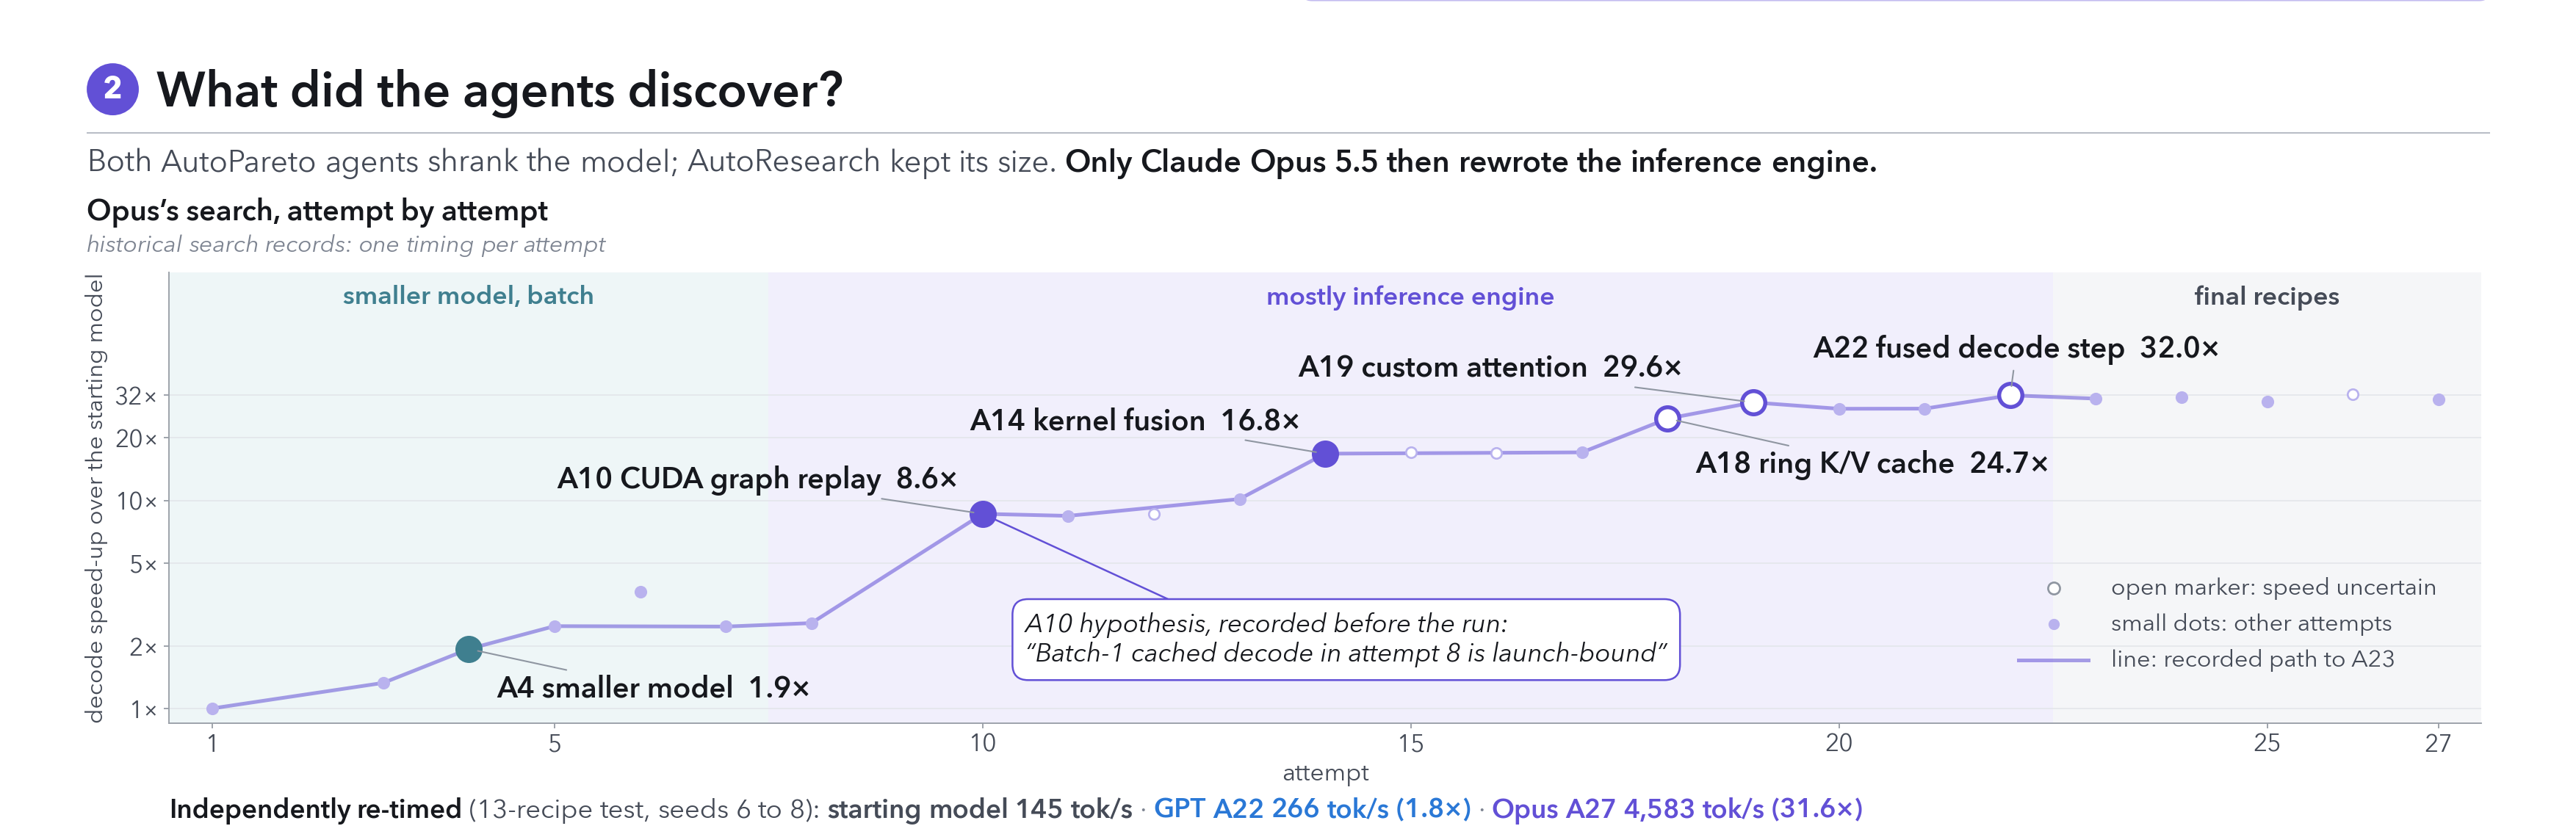 2 What did the agents discover?
Both AutoPareto agents shrank the model; AutoResearch kept its size. Only Claude Opus 5.5 then rewrote the inference engine.
Opus’s search, attempt by attempt
historical search records: one timing per attempt
decode speed-up over the starting model
smaller model, batch
mostly inference engine
final recipes
A22 fused decode step 32.0×
A19 custom attention 29.6×
32×
A14 kernel fusion 16.8×
20×
A18 ring K/V cache 24.7×
A10 CUDA graph replay 8.6×
10×
5×
open marker: speed uncertain
A10 hypothesis, recorded before the run:
“Batch-1 cached decode in attempt 8 is launch-bound”
small dots: other attempts
2×
line: recorded path to A23
A4 smaller model 1.9×
1×
1 5 10 15 20 25 27
attempt
Independently re-timed (13-recipe test, seeds 6 to 8): starting model 145 tok/s · GPT A22 266 tok/s (1.8×) · Opus A27 4,583 tok/s (31.6×)